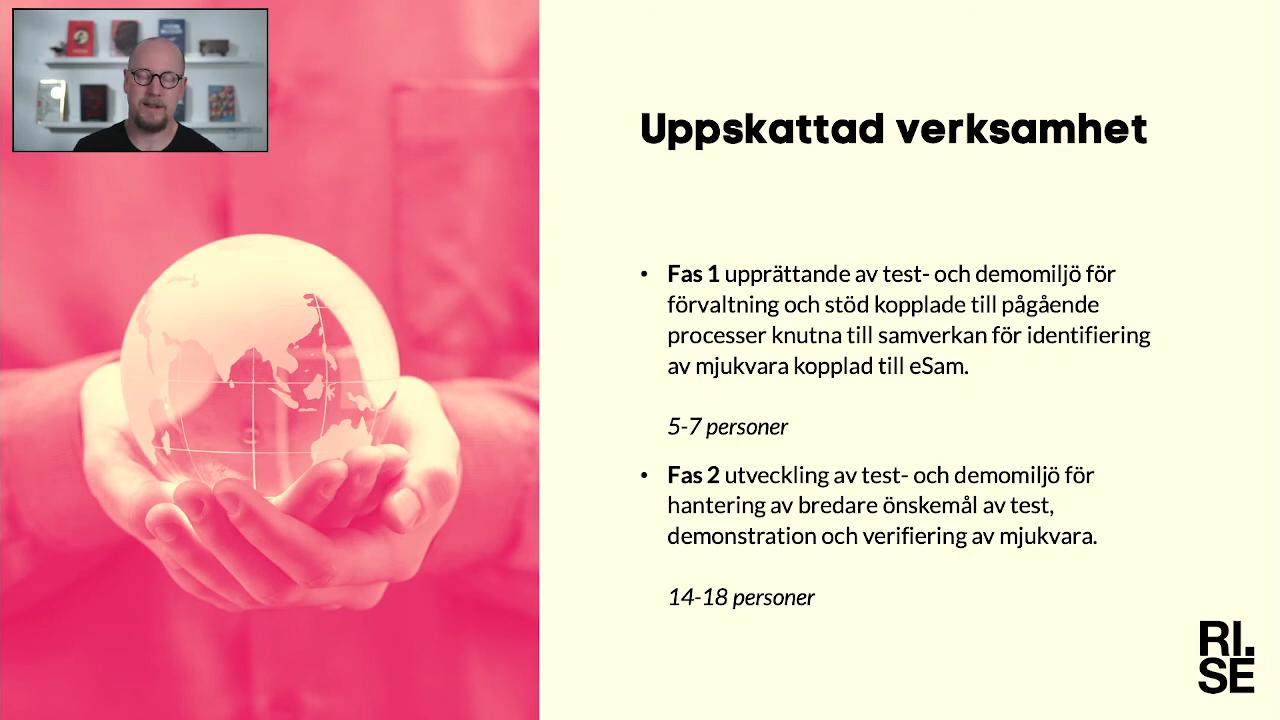 Uppskattad verksamhet
• Fas 1 upprättande av test- och demomiljö för
förvaltning och stöd kopplade till pågående
processer knutna till samverkan för identifiering
av mjukvara kopplad till eSam.
5-7 personer
• Fas 2 utveckling av test- och demomiljö för
hantering av bredare önskemål av test,
demonstration och verifiering av mjukvara.
14-18 personer
RI.
SE